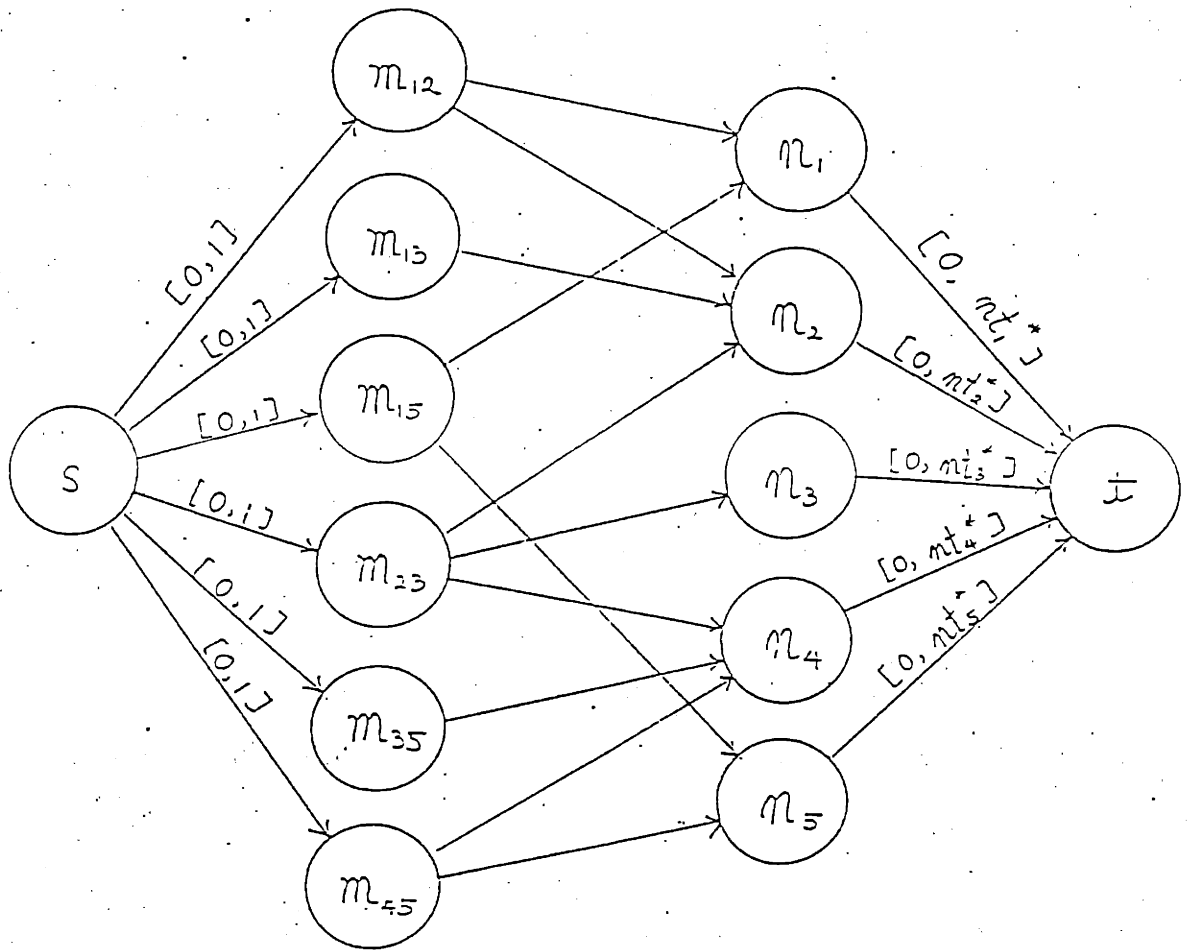 m₁₂
n₁
[0,1]
m₁₃
[0, nt₁*]
[0,1]
n₂
[0, nt₂*]
m₁₅
[0,1]
s
n₃
[0, nt₃*]
t
[0,1]
m₂₃
[0, nt₄*]
[0,1]
n₄
[0, nt₅*]
[0,1]
m₃₅
n₅
m₄₅